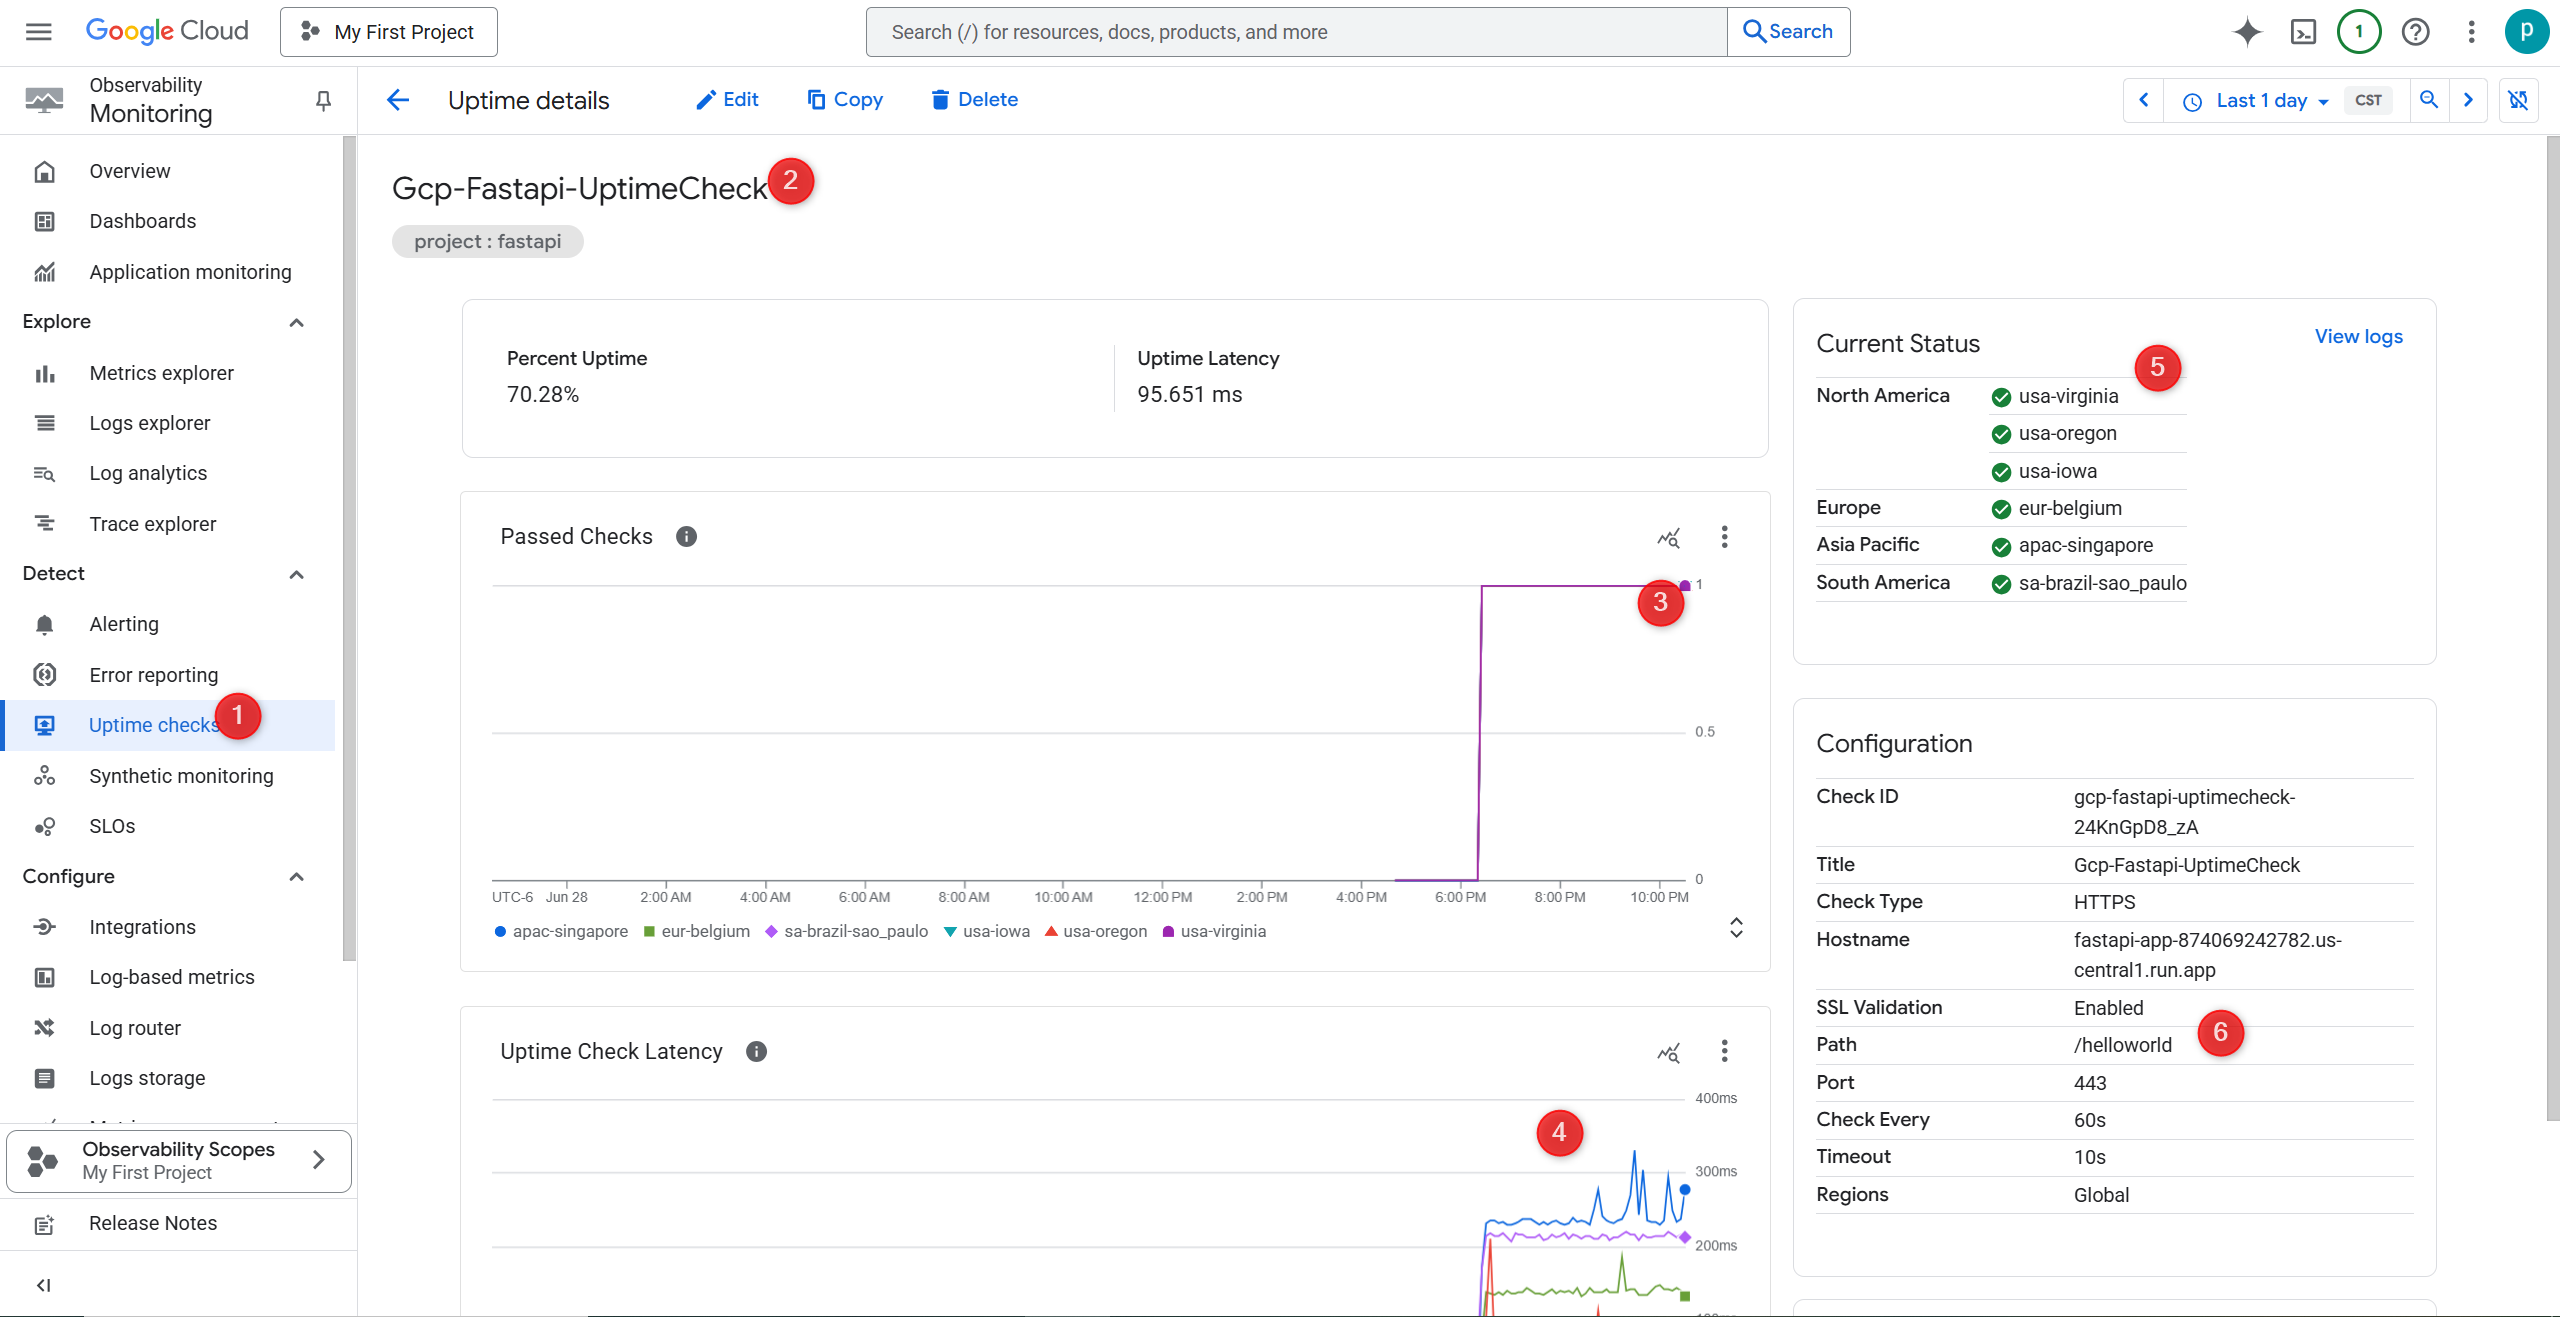 Google Cloud
My First Project
Search (/) for resources, docs, products, and more
Search
1
p
Observability
Monitoring
Uptime details
Edit
Copy
Delete
Last 1 day
CST
Overview
Dashboards
Application monitoring
Explore
Metrics explorer
Logs explorer
Log analytics
Trace explorer
Detect
Alerting
Error reporting
Uptime checks
1
Synthetic monitoring
SLOs
Configure
Integrations
Log-based metrics
Log router
Logs storage
Observability Scopes
My First Project
Release Notes
Gcp-Fastapi-UptimeCheck
2
project : fastapi
Percent Uptime
70.28%
Uptime Latency
95.651 ms
Passed Checks
1
3
0.5
0
UTC-6 Jun 28 2:00 AM 4:00 AM 6:00 AM 8:00 AM 10:00 AM 12:00 PM 2:00 PM 4:00 PM 6:00 PM 8:00 PM 10:00 PM
apac-singapore eur-belgium sa-brazil-sao_paulo usa-iowa usa-oregon usa-virginia
Uptime Check Latency
400ms
4
300ms
200ms
Current Status
View logs
5
North America usa-virginia
usa-oregon
usa-iowa
Europe eur-belgium
Asia Pacific apac-singapore
South America sa-brazil-sao_paulo
Configuration
Check ID gcp-fastapi-uptimecheck-
24KnGpD8_zA
Title Gcp-Fastapi-UptimeCheck
Check Type HTTPS
Hostname fastapi-app-874069242782.us-
central1.run.app
SSL Validation Enabled
6
Path /helloworld
Port 443
Check Every 60s
Timeout 10s
Regions Global